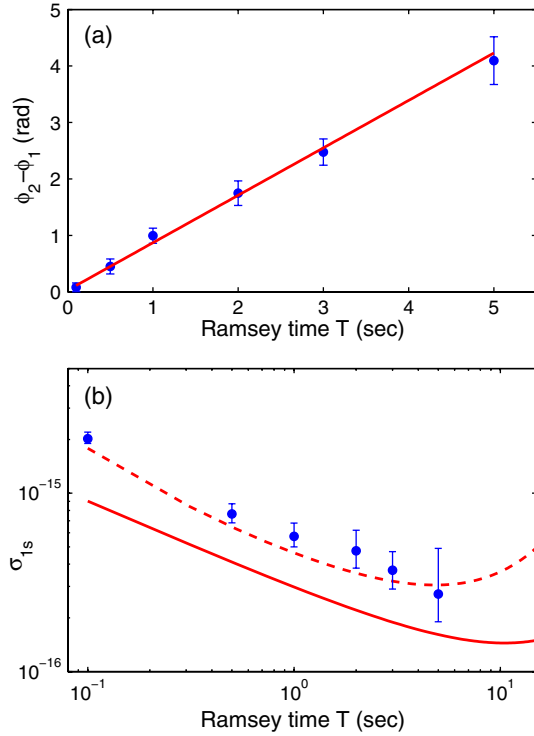 (a)
5
4
3
2
1
0
ϕ₂−ϕ₁ (rad)
0 1 2 3 4 5
Ramsey time T (sec)
(b)
10⁻¹⁵
10⁻¹⁶
σ₁ₛ
10⁻¹ 10⁰ 10¹
Ramsey time T (sec)